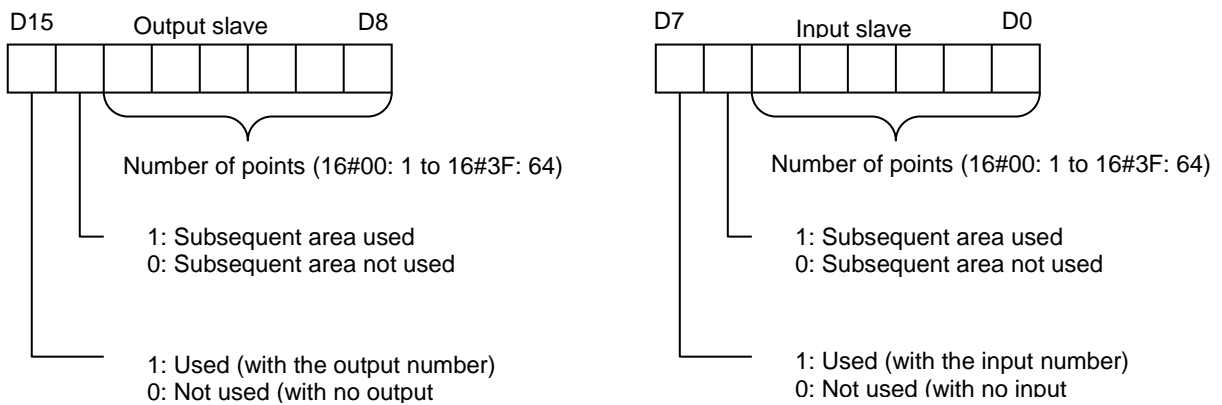 D15 Output slave D8
Number of points (16#00: 1 to 16#3F: 64)
1: Subsequent area used
0: Subsequent area not used
1: Used (with the output number)
0: Not used (with no output
D7 Input slave D0
Number of points (16#00: 1 to 16#3F: 64)
1: Subsequent area used
0: Subsequent area not used
1: Used (with the input number)
0: Not used (with no input